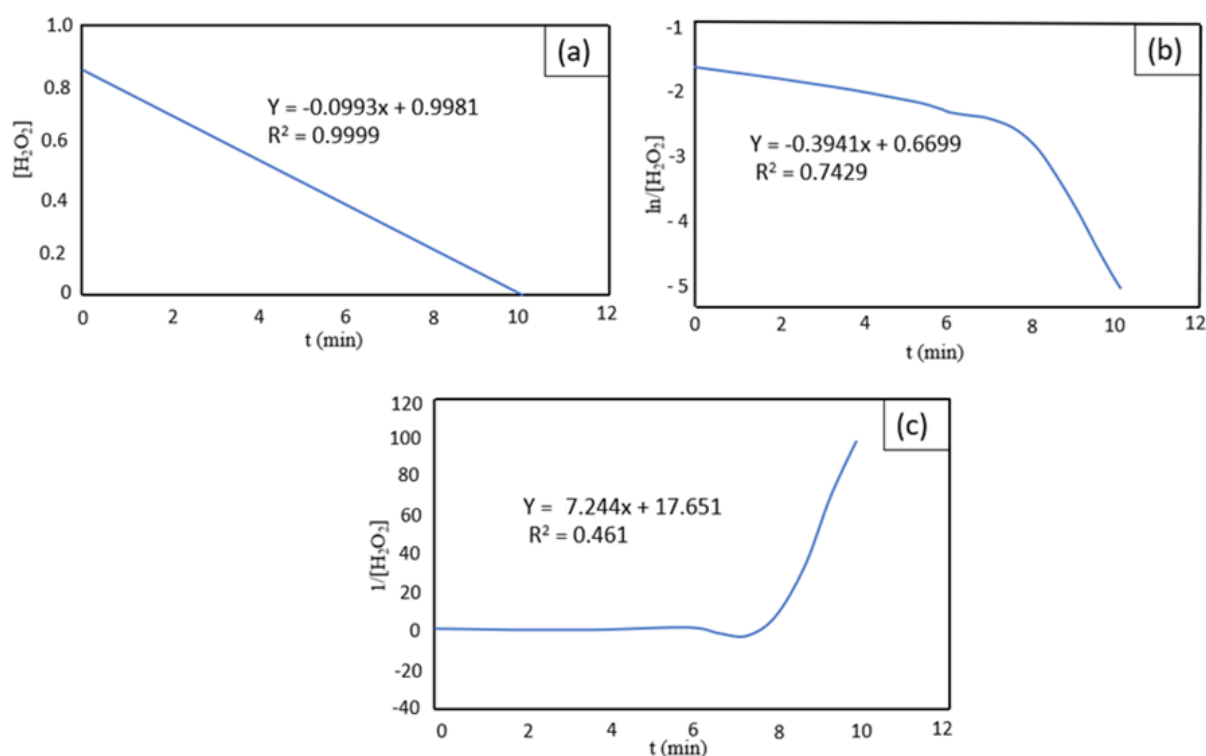 (a)
1.0
0.8
0.6
0.4
0.2
0
[H₂O₂]
Y = -0.0993x + 0.9981
R² = 0.9999
0 2 4 6 8 10 12
t (min)
(b)
-1
-2
-3
- 4
- 5
ln/[H₂O₂]
Y = -0.3941x + 0.6699
R² = 0.7429
0 2 4 6 8 10 12
t (min)
(c)
120
100
80
60
40
20
0
-20
-40
1/[H₂O₂]
Y = 7.244x + 17.651
R² = 0.461
0 2 4 6 8 10 12
t (min)